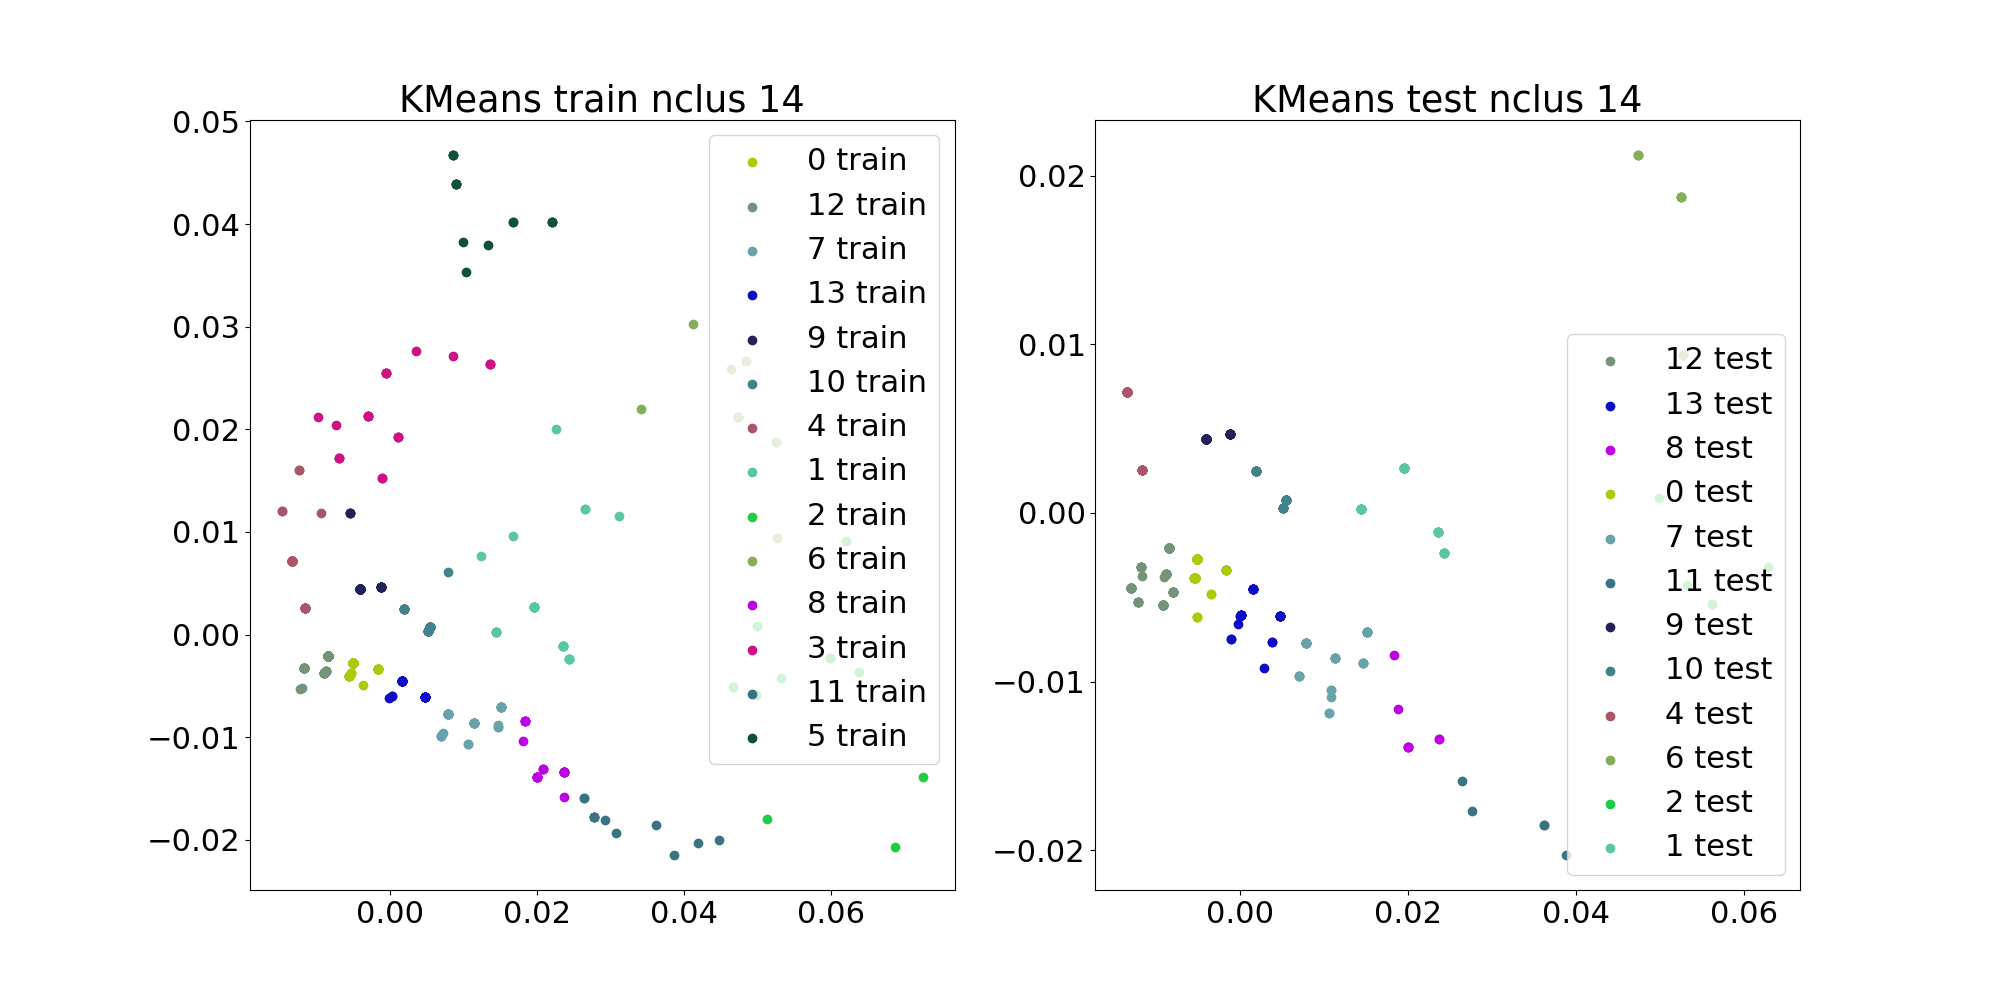 KMeans train nclus 14
0.05
0.04
0.03
0.02
0.01
0.00
−0.01
−0.02
0.00 0.02 0.04 0.06
0 train
12 train
7 train
13 train
9 train
10 train
4 train
1 train
2 train
6 train
8 train
3 train
11 train
5 train
KMeans test nclus 14
0.02
0.01
0.00
−0.01
−0.02
0.00 0.02 0.04 0.06
12 test
13 test
8 test
0 test
7 test
11 test
9 test
10 test
4 test
6 test
2 test
1 test